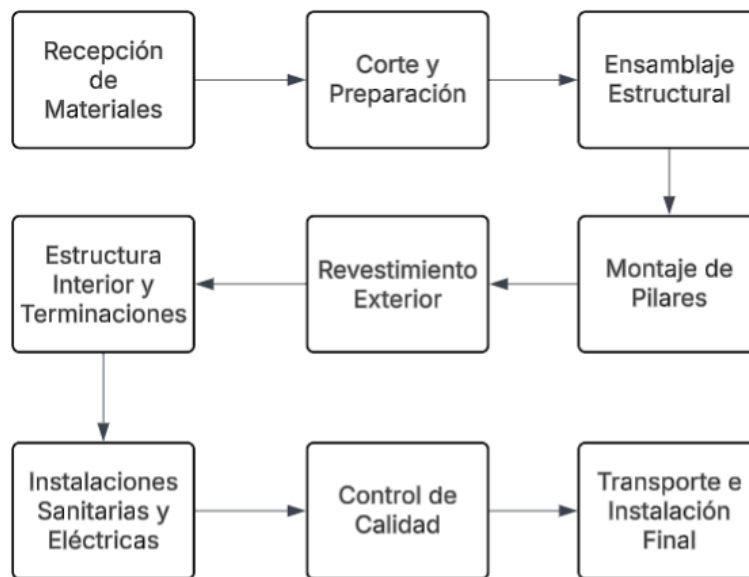 Recepción
de
Materiales
Corte y
Preparación
Ensamblaje
Estructural
Montaje de
Pilares
Revestimiento
Exterior
Estructura
Interior y
Terminaciones
Instalaciones
Sanitarias y
Eléctricas
Control de
Calidad
Transporte e
Instalación
Final